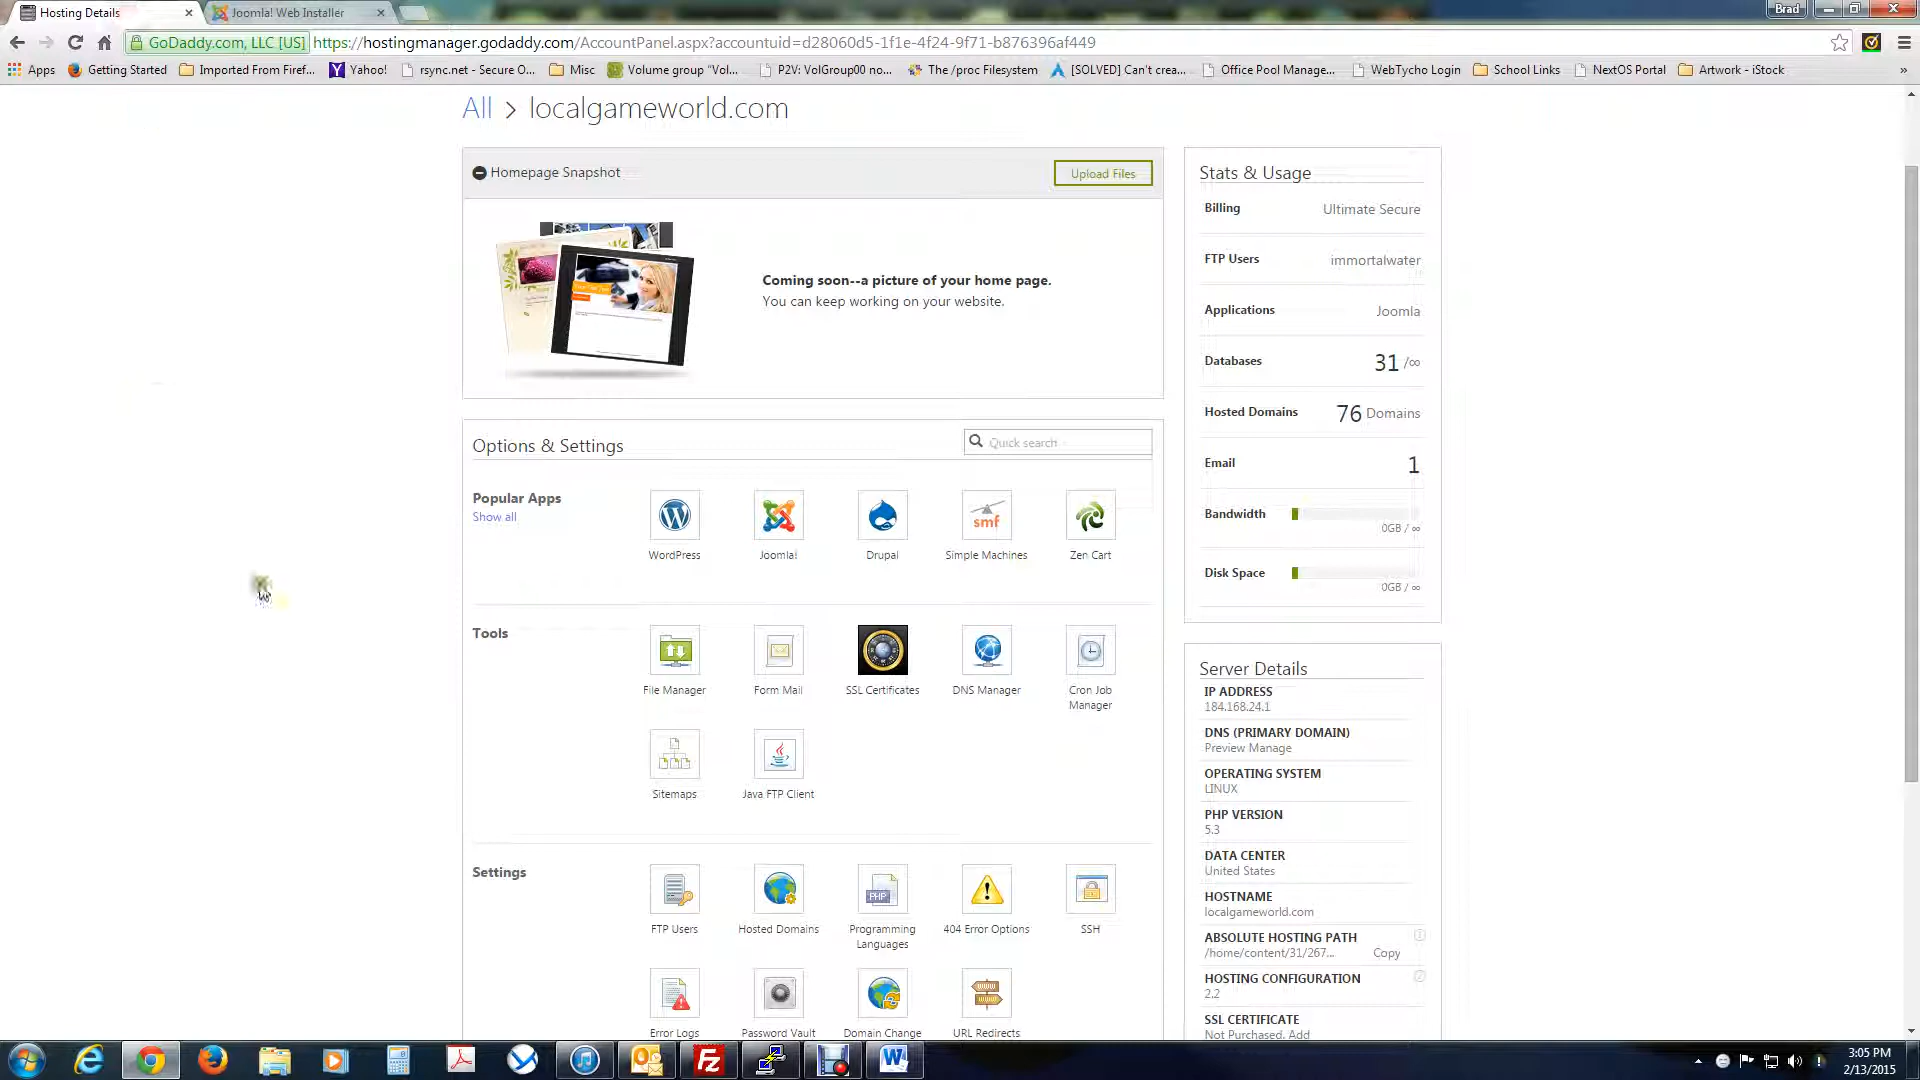 Hosting Details
Joomla! Web Installer
Brad
GoDaddy.com, LLC [US] https://hostingmanager.godaddy.com/AccountPanel.aspx?accountuid=d28060d5-1f1e-4f24-9f71-b876396af449
Apps Getting Started Imported From Firef... Yahoo! rsync.net - Secure O... Misc Volume group "Vol... P2V: VolGroup00 no... The /proc Filesystem [SOLVED] Can't crea... Office Pool Manage... WebTycho Login School Links NextOS Portal Artwork - iStock »
All > localgameworld.com
Homepage Snapshot
Upload Files
Coming soon--a picture of your home page.
You can keep working on your website.
Options & Settings
Quick search
Popular Apps
Show all
WordPress Joomla! Drupal smf Simple Machines Zen Cart
Tools
File Manager Form Mail SSL Certificates DNS Manager Cron Job Manager
Sitemaps Java FTP Client
Settings
PHP
FTP Users Hosted Domains Programming Languages 404 Error Options SSH
Error Logs Password Vault Domain Change URL Redirects
Stats & Usage
Billing Ultimate Secure
FTP Users immortalwater
Applications Joomla
Databases 31 /∞
Hosted Domains 76 Domains
Email 1
Bandwidth
0GB / ∞
Disk Space
0GB / ∞
Server Details
IP ADDRESS
184.168.24.1
DNS (PRIMARY DOMAIN)
Preview Manage
OPERATING SYSTEM
LINUX
PHP VERSION
5.3
DATA CENTER
United States
HOSTNAME
localgameworld.com
ABSOLUTE HOSTING PATH
/home/content/31/267... Copy
HOSTING CONFIGURATION
2.2
SSL CERTIFICATE
Not Purchased. Add
3:05 PM
2/13/2015